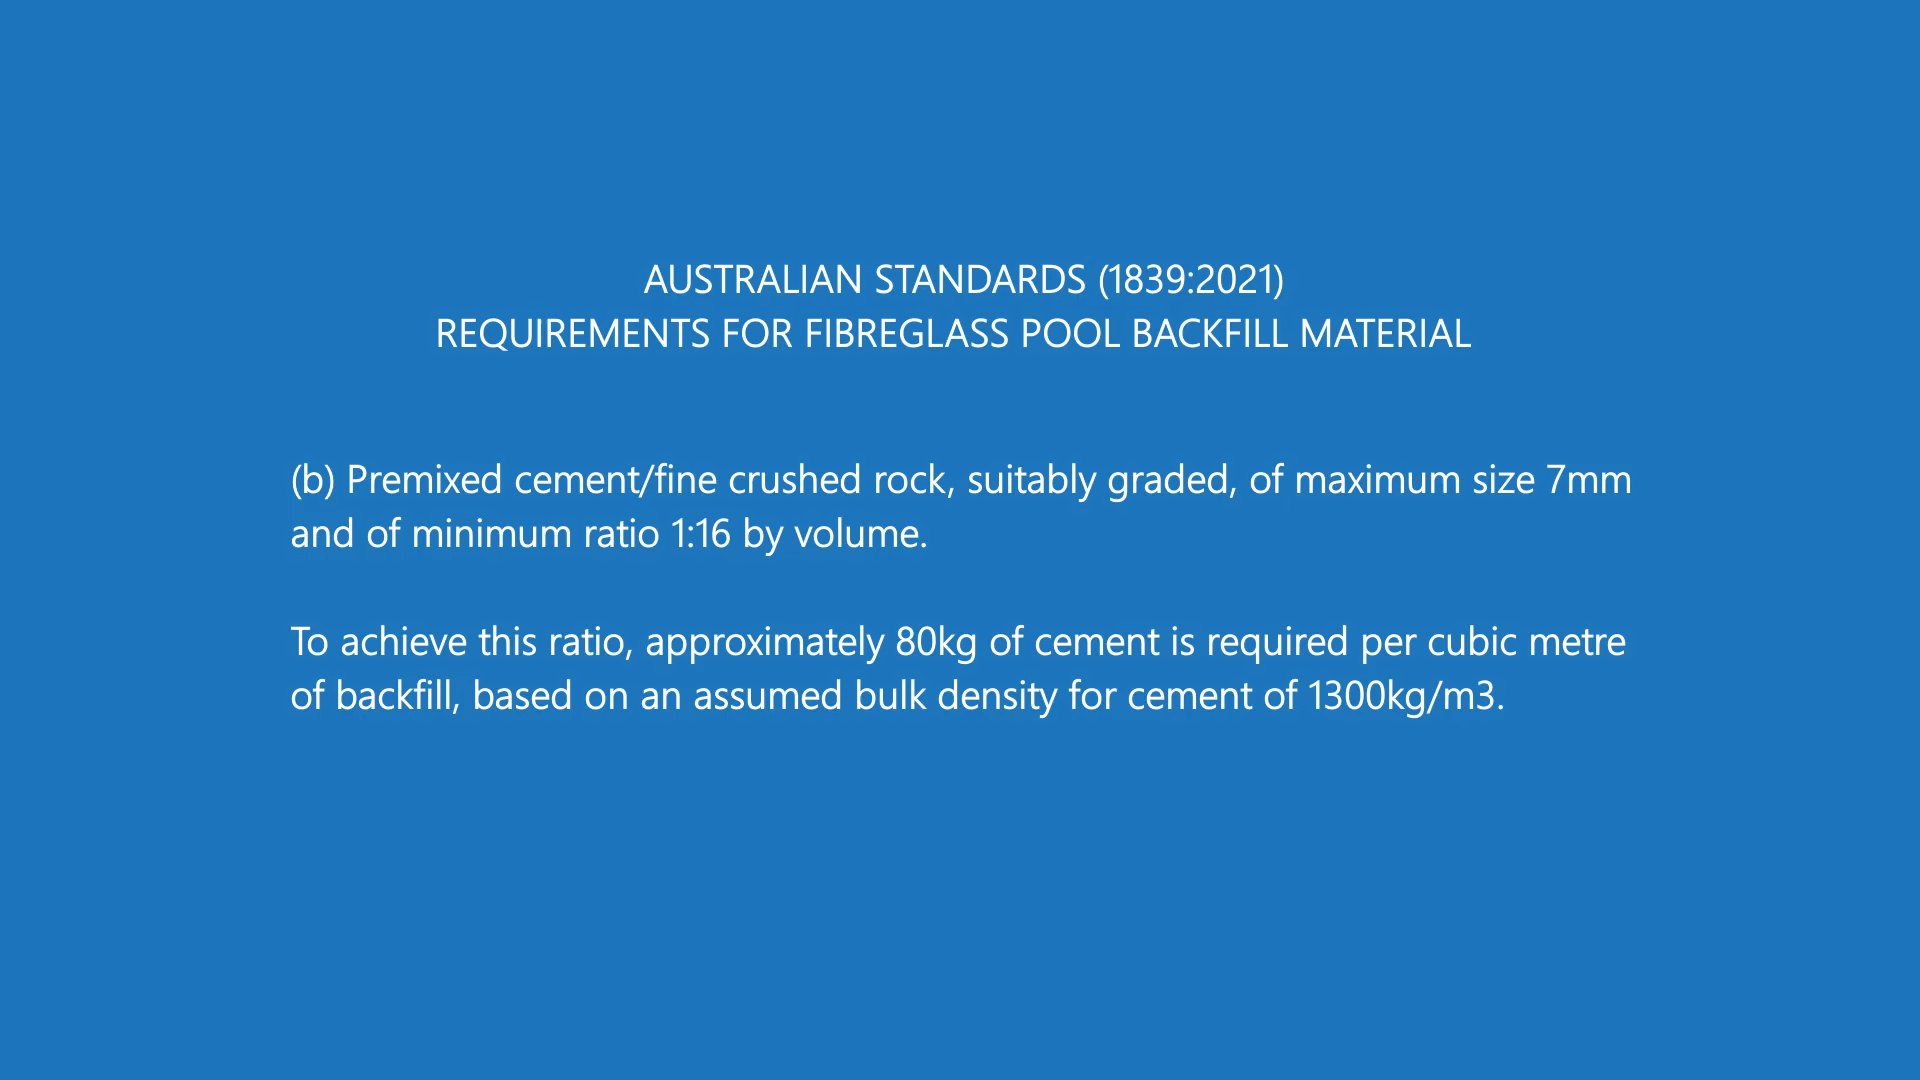 AUSTRALIAN STANDARDS (1839:2021)
REQUIREMENTS FOR FIBREGLASS POOL BACKFILL MATERIAL
(b) Premixed cement/fine crushed rock, suitably graded, of maximum size 7mm
and of minimum ratio 1:16 by volume.
To achieve this ratio, approximately 80kg of cement is required per cubic metre
of backfill, based on an assumed bulk density for cement of 1300kg/m3.